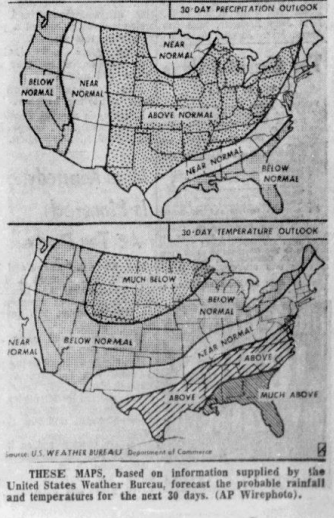 30-DAY PRECIPITATION OUTLOOK
NEAR
NORMAL
BELOW
NORMAL
NEAR
NORMAL
ABOVE NORMAL
NEAR NORMAL
BELOW
NORMAL
30-DAY TEMPERATURE OUTLOOK
MUCH BELOW
BELOW
NORMAL
NEAR
NORMAL
BELOW NORMAL
NEAR NORMAL
ABOVE
ABOVE
MUCH ABOVE
Source: U.S. WEATHER BUREAU Department of Commerce
THESE MAPS, based on information supplied by the
United States Weather Bureau, forecast the probable rainfall
and temperatures for the next 30 days. (AP Wirephoto).